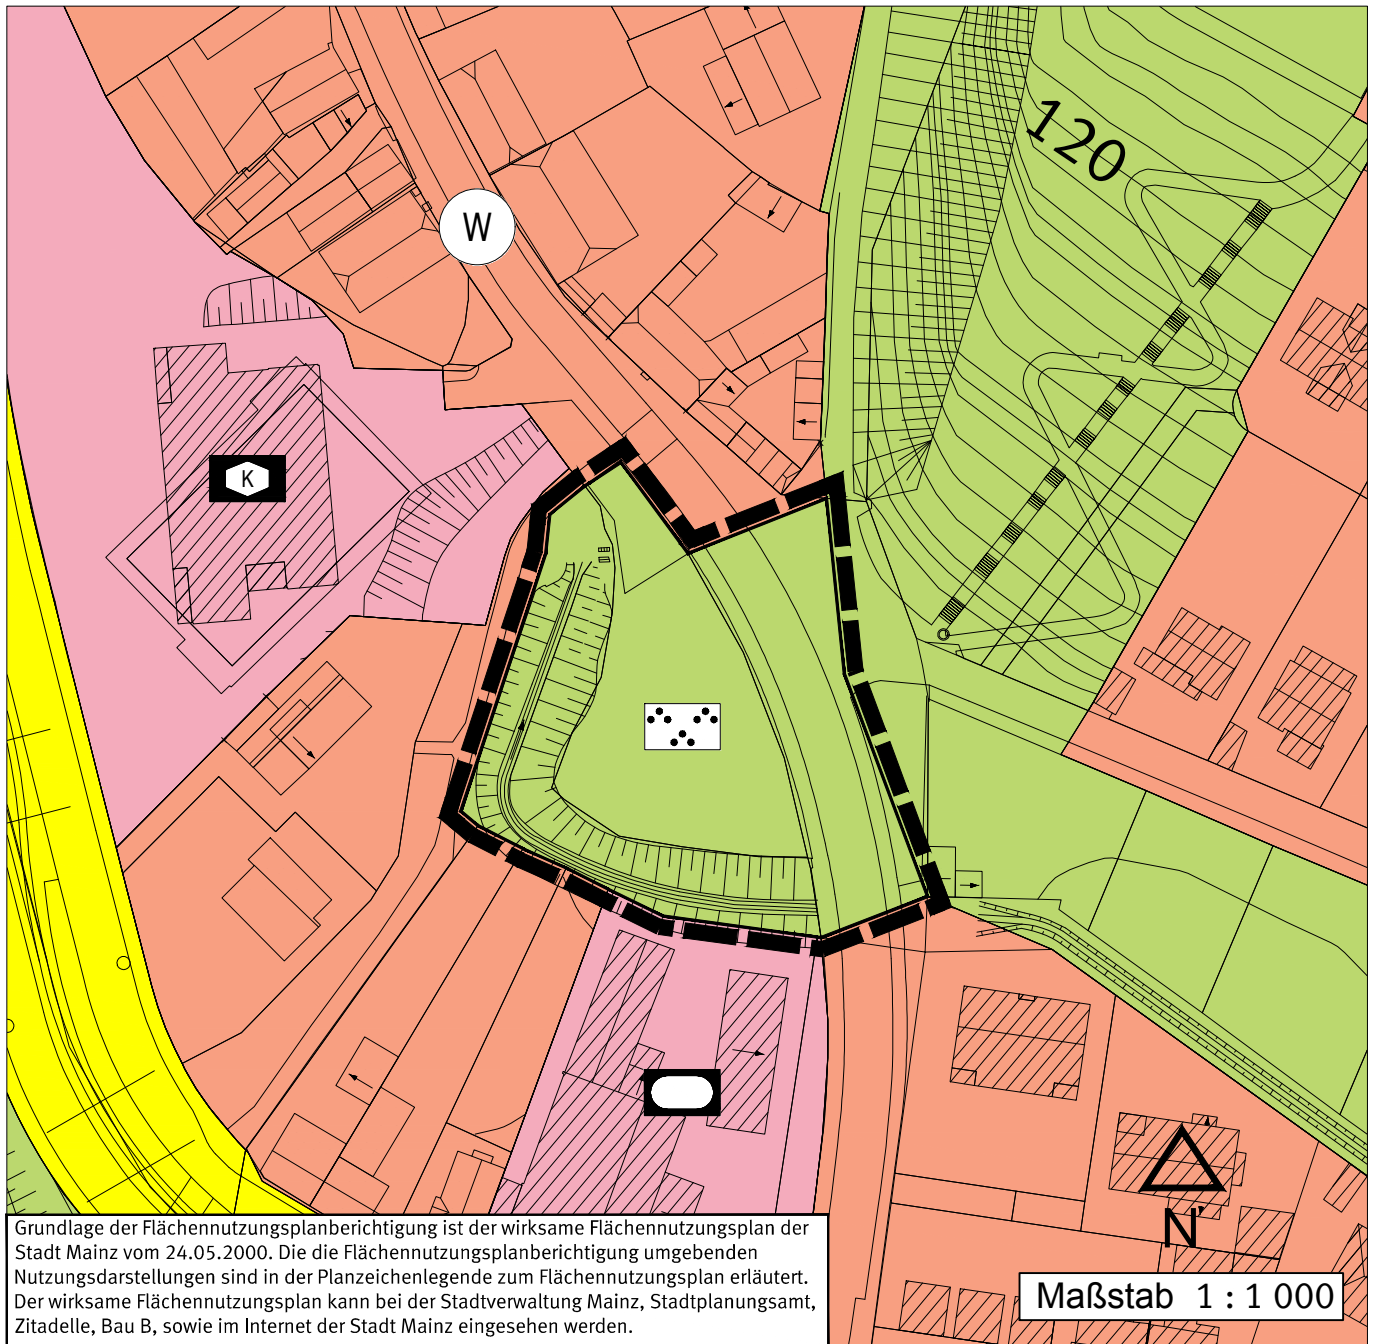 120
W
K
N
Grundlage der Flächennutzungsplanberichtigung ist der wirksame Flächennutzungsplan der
Stadt Mainz vom 24.05.2000. Die die Flächennutzungsplanberichtigung umgebenden
Nutzungsdarstellungen sind in der Planzeichenlegende zum Flächennutzungsplan erläutert.
Der wirksame Flächennutzungsplan kann bei der Stadtverwaltung Mainz, Stadtplanungsamt,
Zitadelle, Bau B, sowie im Internet der Stadt Mainz eingesehen werden.
Maßstab 1 : 1 000